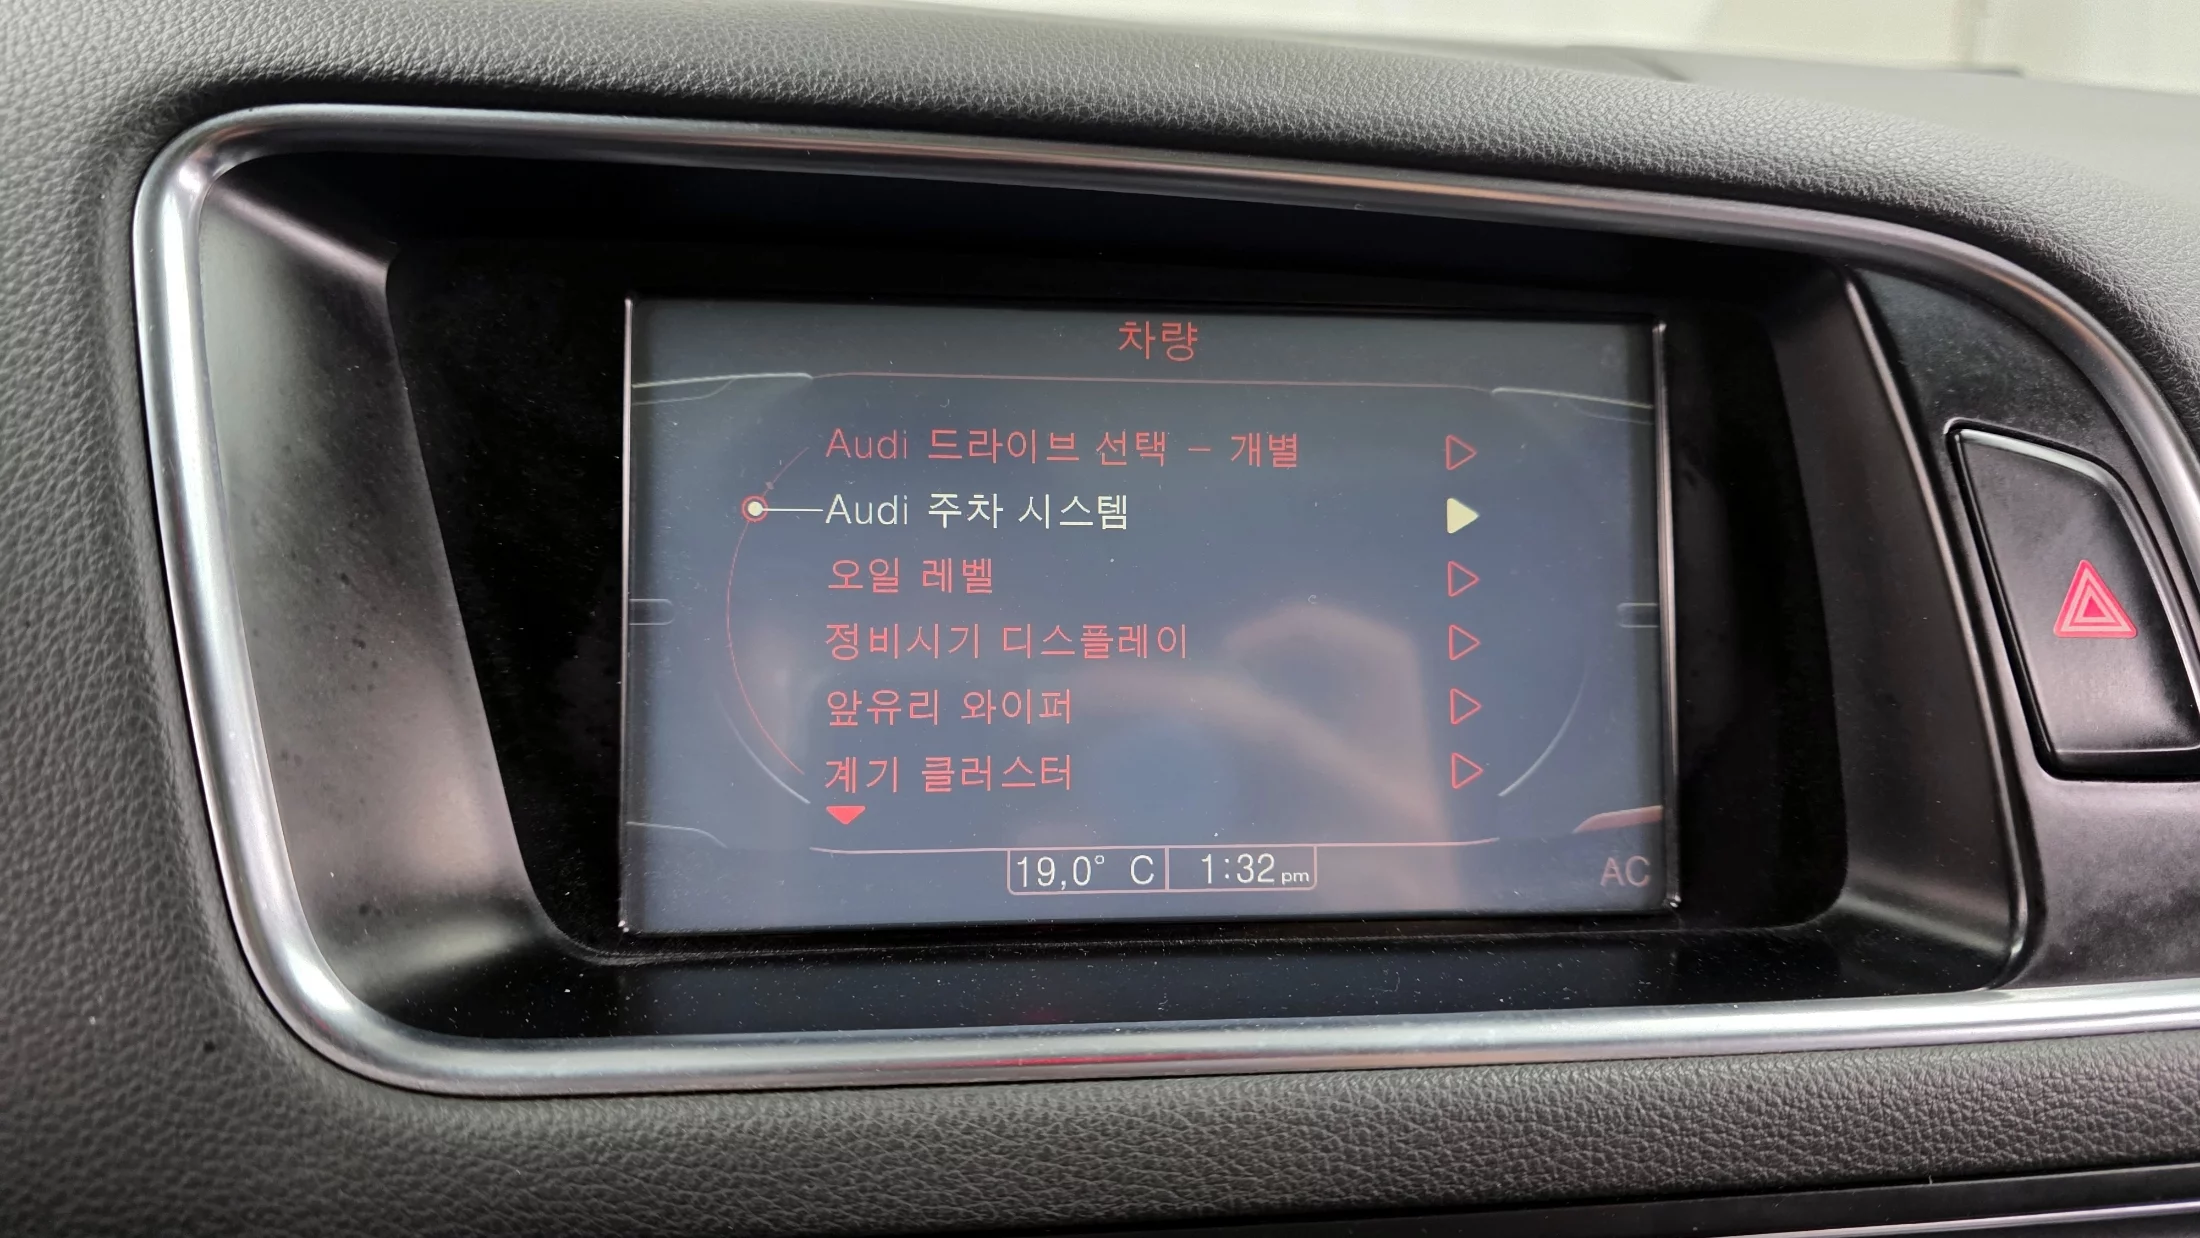 차량
Audi 드라이브 선택 - 개별
Audi 주차 시스템
오일 레벨
정비시기 디스플레이
앞유리 와이퍼
계기 클러스터
19,0° C 1:32 pm
AC